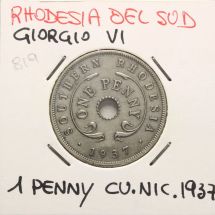 RHODESIA DEL SUD
GIORGIO VI
819
SOUTHERN RHODESIA
ONE PENNY
· 1937 ·
1 PENNY CU.NIC. 1937